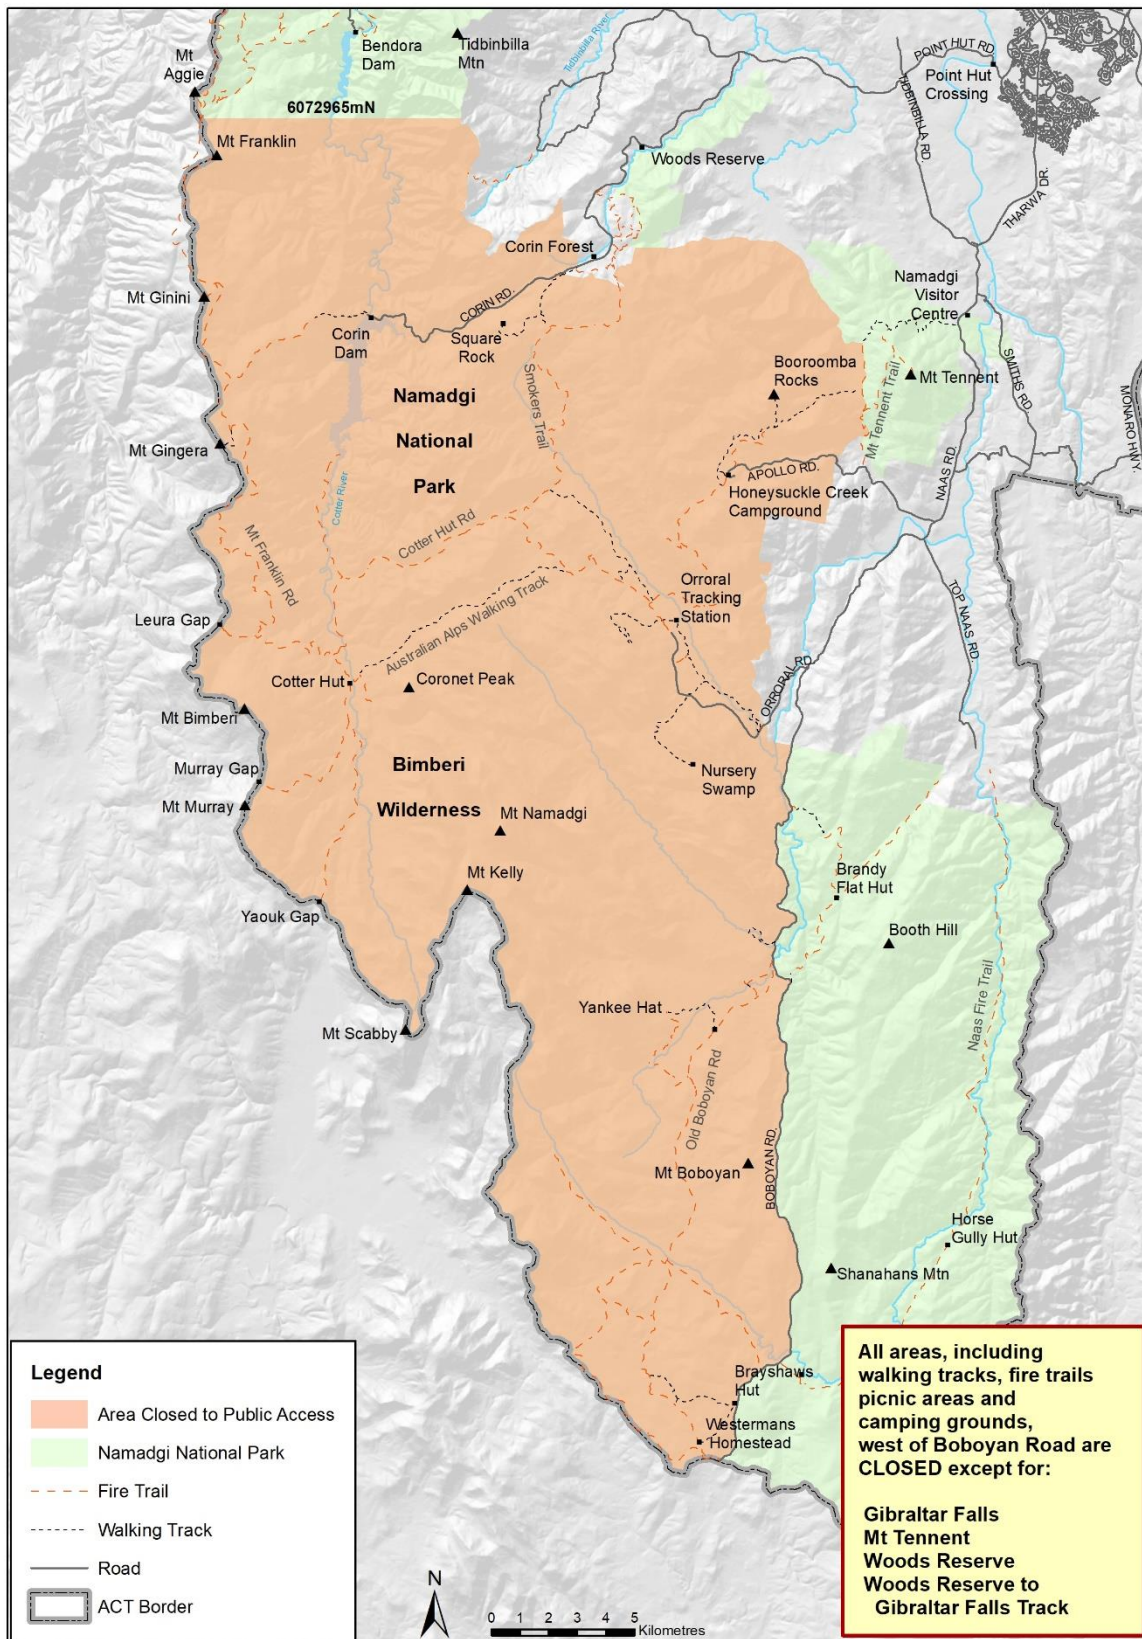 Mt
Aggie
Bendora
Dam
Tidbinbilla
Mtn
Tidbinbilla River
POINT HUT RD
Point Hut
Crossing
TIDBINBILLA RD.
THARWA DR.
6072965mN
Mt Franklin
Woods Reserve
Corin Forest
Namadgi
Visitor
Centre
Mt Ginini
Corin
Dam
CORIN RD.
Square
Rock
Smokers Trail
Booroomba
Rocks
Mt Tennent
Mt Tennent Trail
SMITHS RD.
MONARO HWY.
Namadgi
National
Park
Mt Gingera
Cotter River
APOLLO RD.
Honeysuckle Creek
Campground
NAAS RD.
Mt Franklin Rd
Cotter Hut Rd
Orroral
Tracking
Station
TOP NAAS RD.
Leura Gap
Australian Alps Walking Track
Cotter Hut
Coronet Peak
ORRORAL RD.
Mt Bimberi
Murray Gap
Bimberi
Wilderness
Nursery
Swamp
Mt Murray
Mt Namadgi
Mt Kelly
Yaouk Gap
Brandy
Flat Hut
Booth Hill
Naas Fire Trail
Yankee Hat
Mt Scabby
Old Boboyan Rd
Mt Boboyan
BOBOYAN RD.
Horse
Gully Hut
Shanahans Mtn
Brayshaws
Hut
Westermans
Homestead
Legend
Area Closed to Public Access
Namadgi National Park
Fire Trail
Walking Track
Road
ACT Border
N
0 1 2 3 4 5
Kilometres
All areas, including
walking tracks, fire trails
picnic areas and
camping grounds,
west of Boboyan Road are
CLOSED except for:
Gibraltar Falls
Mt Tennent
Woods Reserve
Woods Reserve to
Gibraltar Falls Track